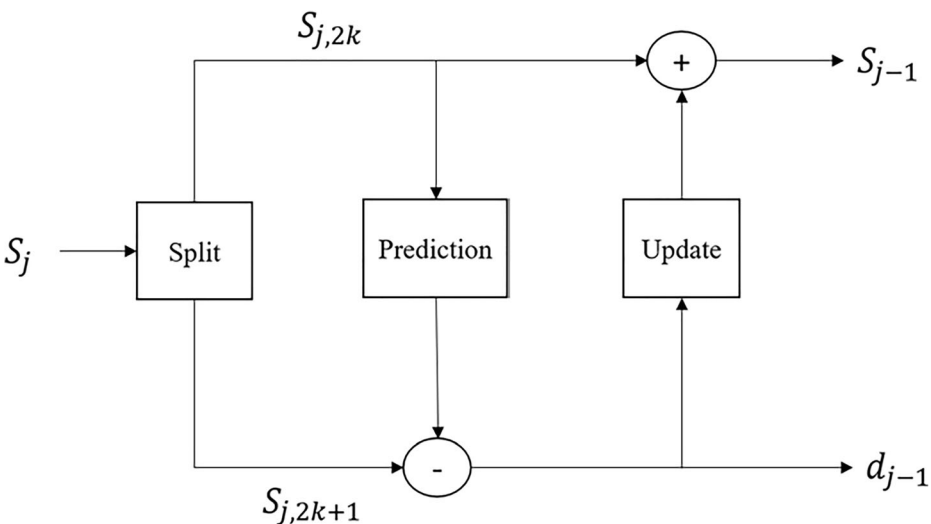 S_{j,2k}
+
S_{j-1}
S_j
Split
Prediction
Update
-
d_{j-1}
S_{j,2k+1}